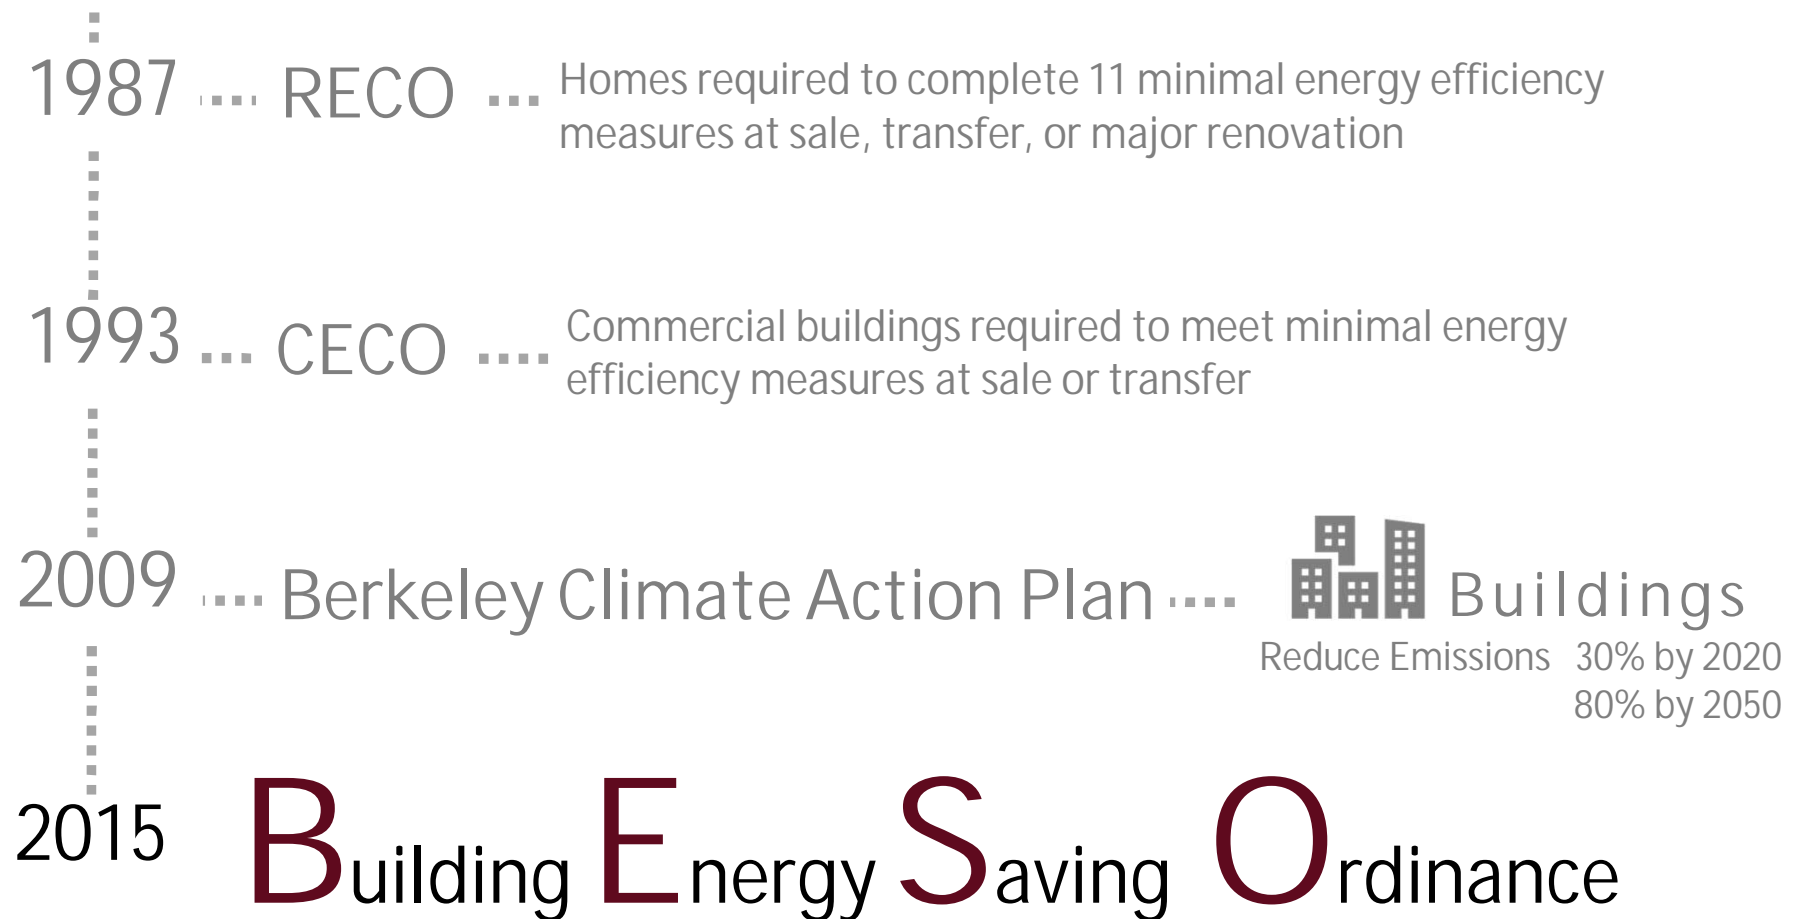 1987 RECO Homes required to complete 11 minimal energy efficiency
measures at sale, transfer, or major renovation
1993 CECO Commercial buildings required to meet minimal energy
efficiency measures at sale or transfer
2009 Berkeley Climate Action Plan Buildings
Reduce Emissions 30% by 2020
80% by 2050
2015 Building Energy Saving Ordinance